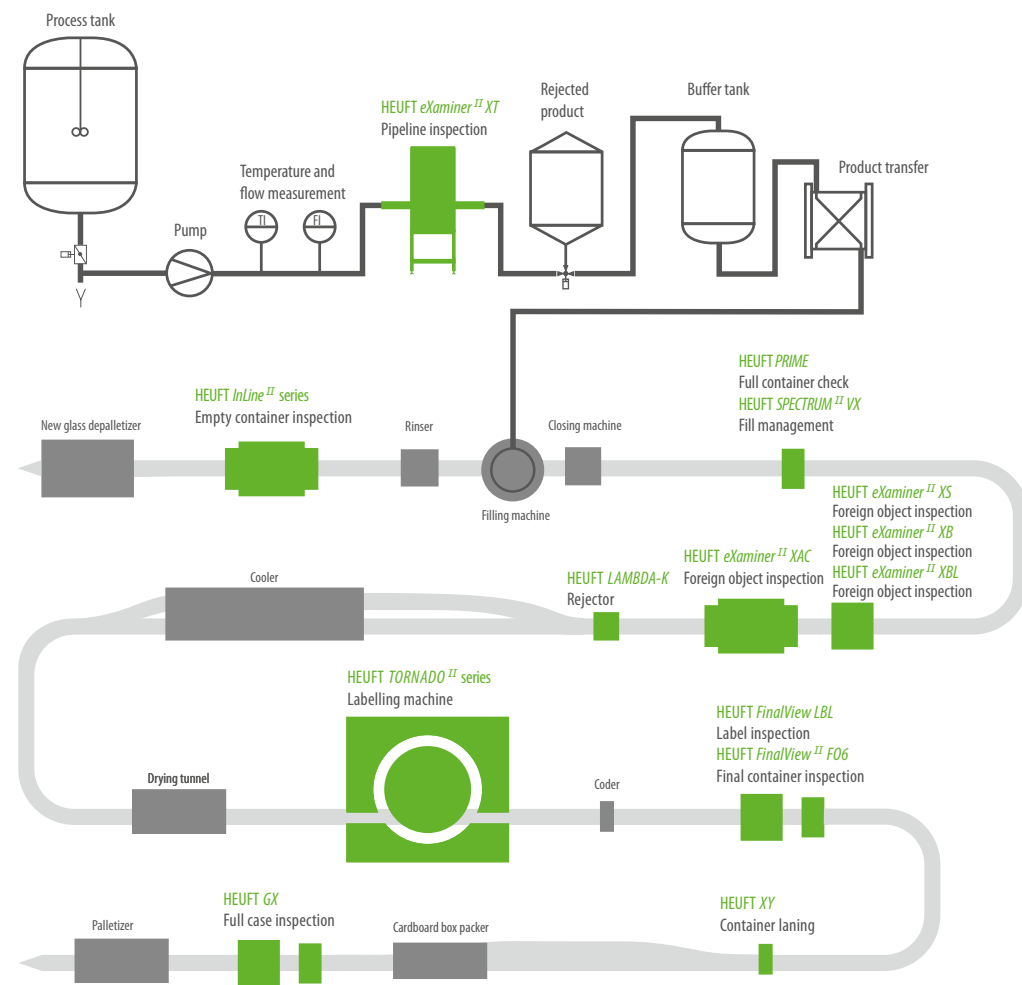 Process tank
HEUFT eXaminer II XT
Pipeline inspection
Rejected
product
Buffer tank
Temperature and
flow measurement
Product transfer
TI
FI
Pump
HEUFT PRIME
Full container check
HEUFT SPECTRUM II VX
Fill management
HEUFT InLine II series
Empty container inspection
New glass depalletizer
Rinser
Closing machine
Filling machine
HEUFT eXaminer II XS
Foreign object inspection
HEUFT eXaminer II XB
Foreign object inspection
HEUFT eXaminer II XBL
Foreign object inspection
HEUFT eXaminer II XAC
Foreign object inspection
HEUFT LAMBDA-K
Rejector
Cooler
HEUFT TORNADO II series
Labelling machine
HEUFT FinalView LBL
Label inspection
HEUFT FinalView II FO6
Final container inspection
Drying tunnel
Coder
HEUFT GX
Full case inspection
HEUFT XY
Container laning
Palletizer
Cardboard box packer